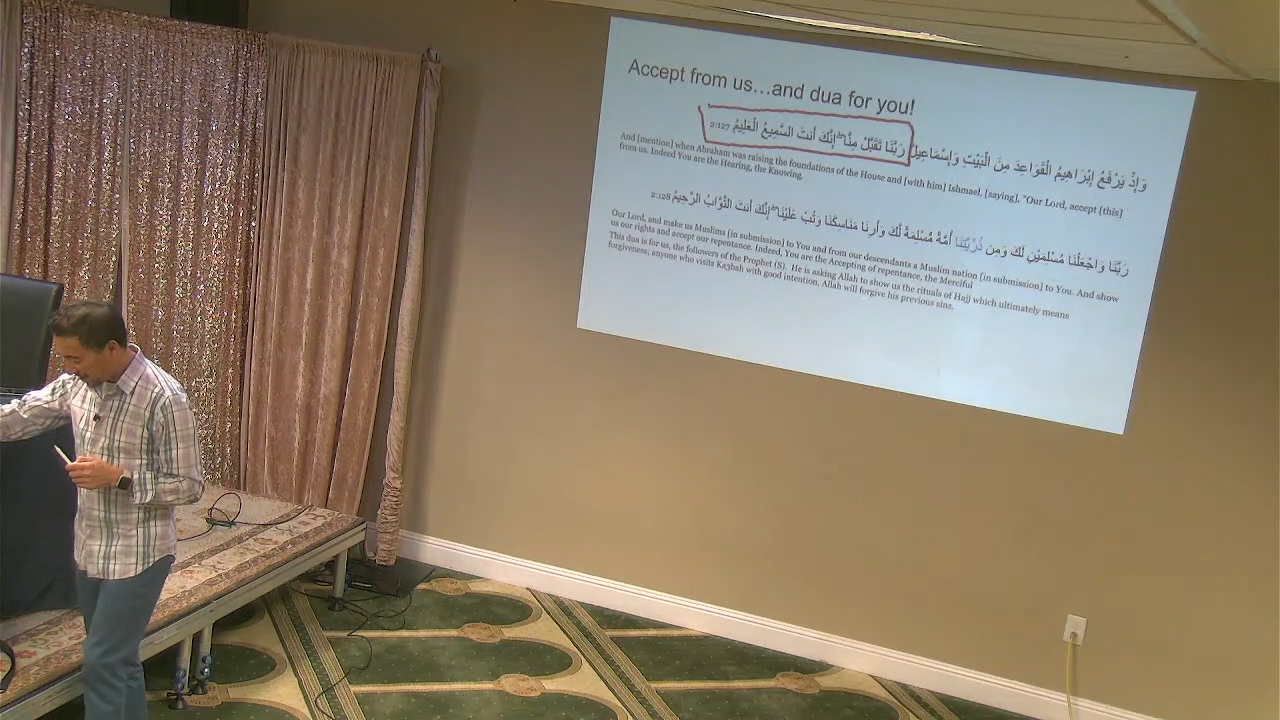 Accept from us...and dua for you!
وَإِذْ يَرْفَعُ إِبْرَاهِيمُ الْقَوَاعِدَ مِنَ الْبَيْتِ وَإِسْمَاعِيلُ رَبَّنَا تَقَبَّلْ مِنَّا ۖ إِنَّكَ أَنتَ السَّمِيعُ الْعَلِيمُ 2:127
And [mention] when Abraham was raising the foundations of the House and [with him] Ishmael, [saying], "Our Lord, accept [this]
from us. Indeed You are the Hearing, the Knowing.
رَبَّنَا وَاجْعَلْنَا مُسْلِمَيْنِ لَكَ وَمِن ذُرِّيَّتِنَا أُمَّةً مُّسْلِمَةً لَّكَ وَأَرِنَا مَنَاسِكَنَا وَتُبْ عَلَيْنَا ۖ إِنَّكَ أَنتَ التَّوَّابُ الرَّحِيمُ 2:128
Our Lord, and make us Muslims [in submission] to You and from our descendants a Muslim nation [in submission] to You. And show
us our rights and accept our repentance. Indeed, You are the Accepting of repentance, the Merciful
This dua is for us, the followers of the Prophet (S). He is asking Allah to show us the rituals of Hajj which ultimately means
forgiveness; anyone who visits Ka3bah with good intention, Allah will forgive his previous sins.